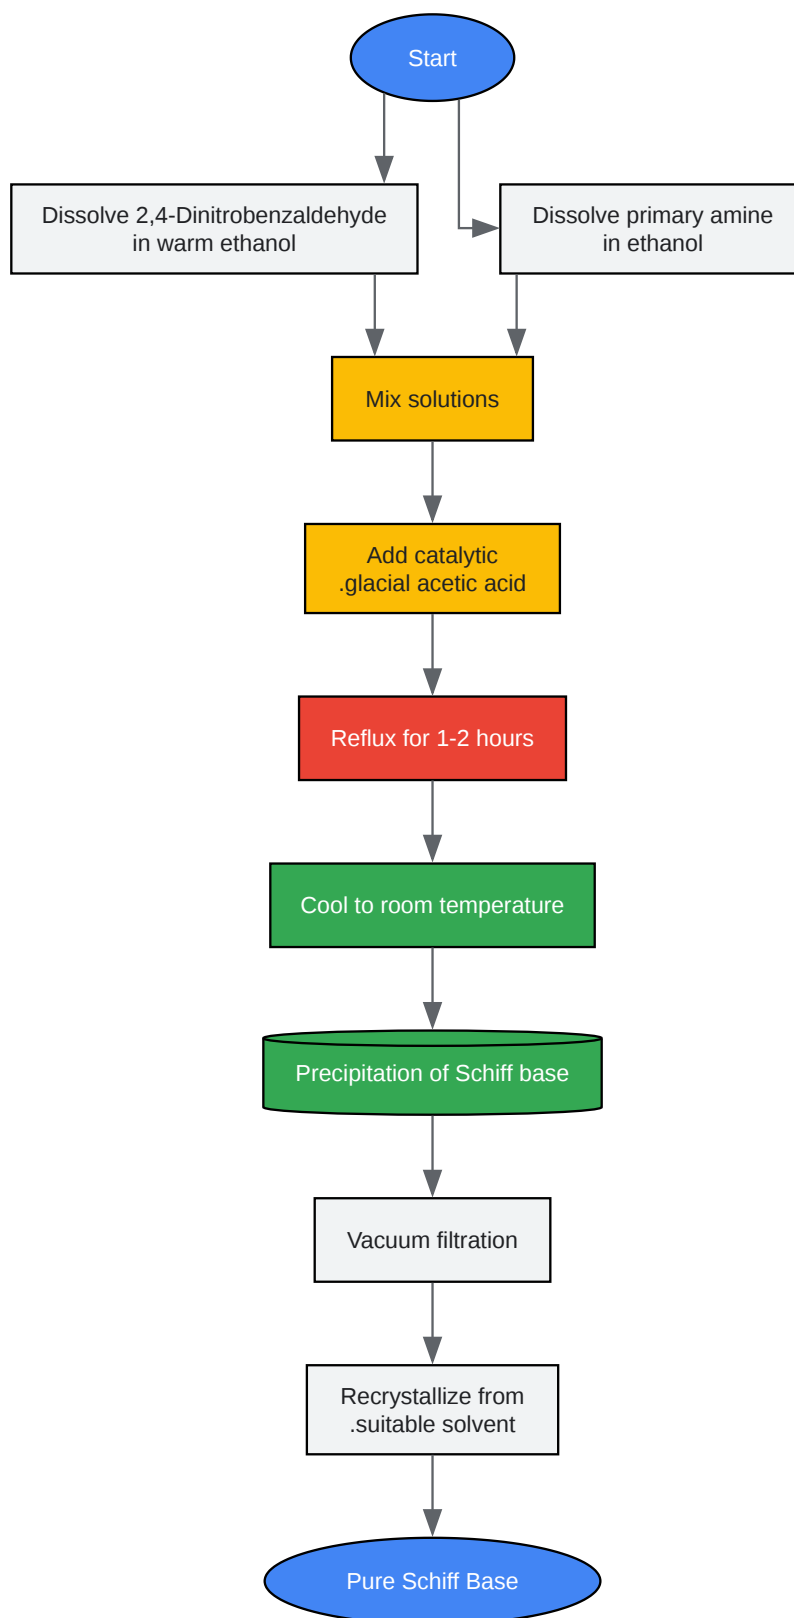 Start
Dissolve 2,4-Dinitrobenzaldehyde
in warm ethanol
Dissolve primary amine
in ethanol
Mix solutions
Add catalytic
.glacial acetic acid
Reflux for 1-2 hours
Cool to room temperature
Precipitation of Schiff base
Vacuum filtration
Recrystallize from
.suitable solvent
Pure Schiff Base